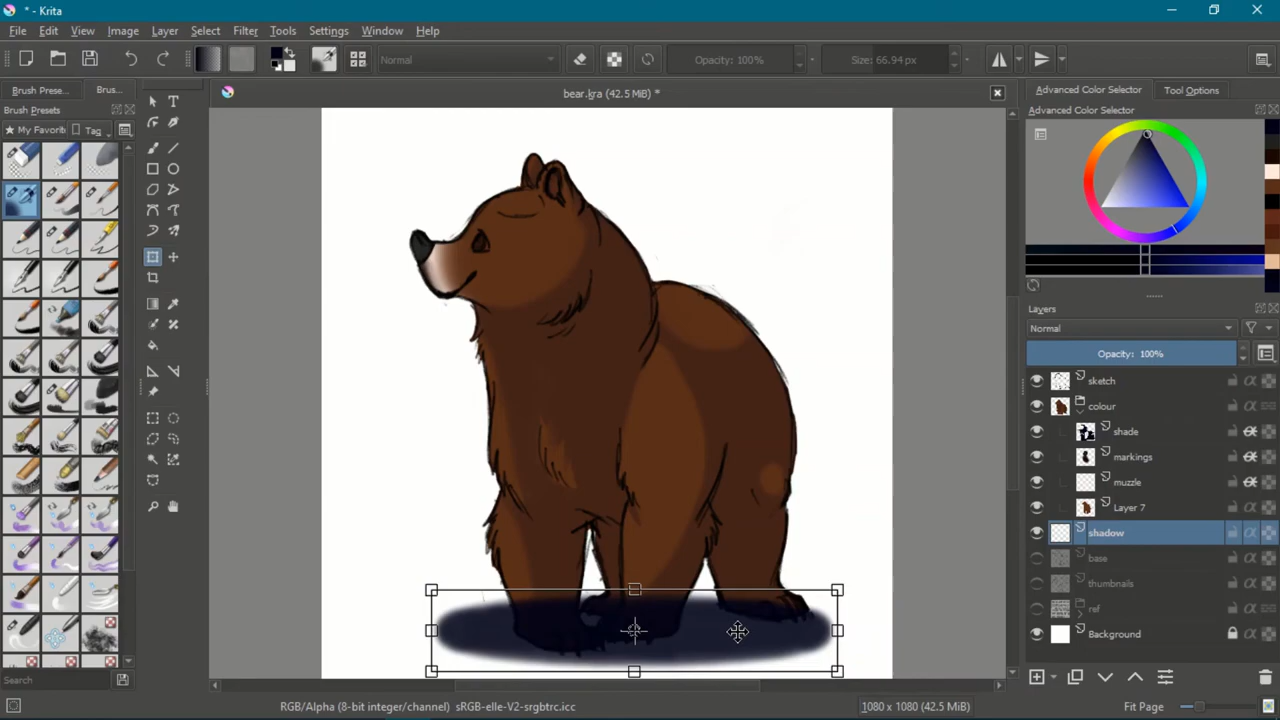 * - Krita
File Edit View Image Layer Select Filter Tools Settings Window Help
Normal Opacity: 100% Size: 66.94 px
Brush Prese... Brus...
Brush Presets
My Favorit Tag
bear.kra (42.5 MiB) *
Advanced Color Selector Tool Options
Advanced Color Selector
Layers
Normal
Opacity: 100%
sketch
colour
shade
markings
muzzle
Layer 7
shadow
base
thumbnails
ref
Background
Search
RGB/Alpha (8-bit integer/channel) sRGB-elle-V2-srgbtrc.icc 1080 x 1080 (42.5 MiB) Fit Page